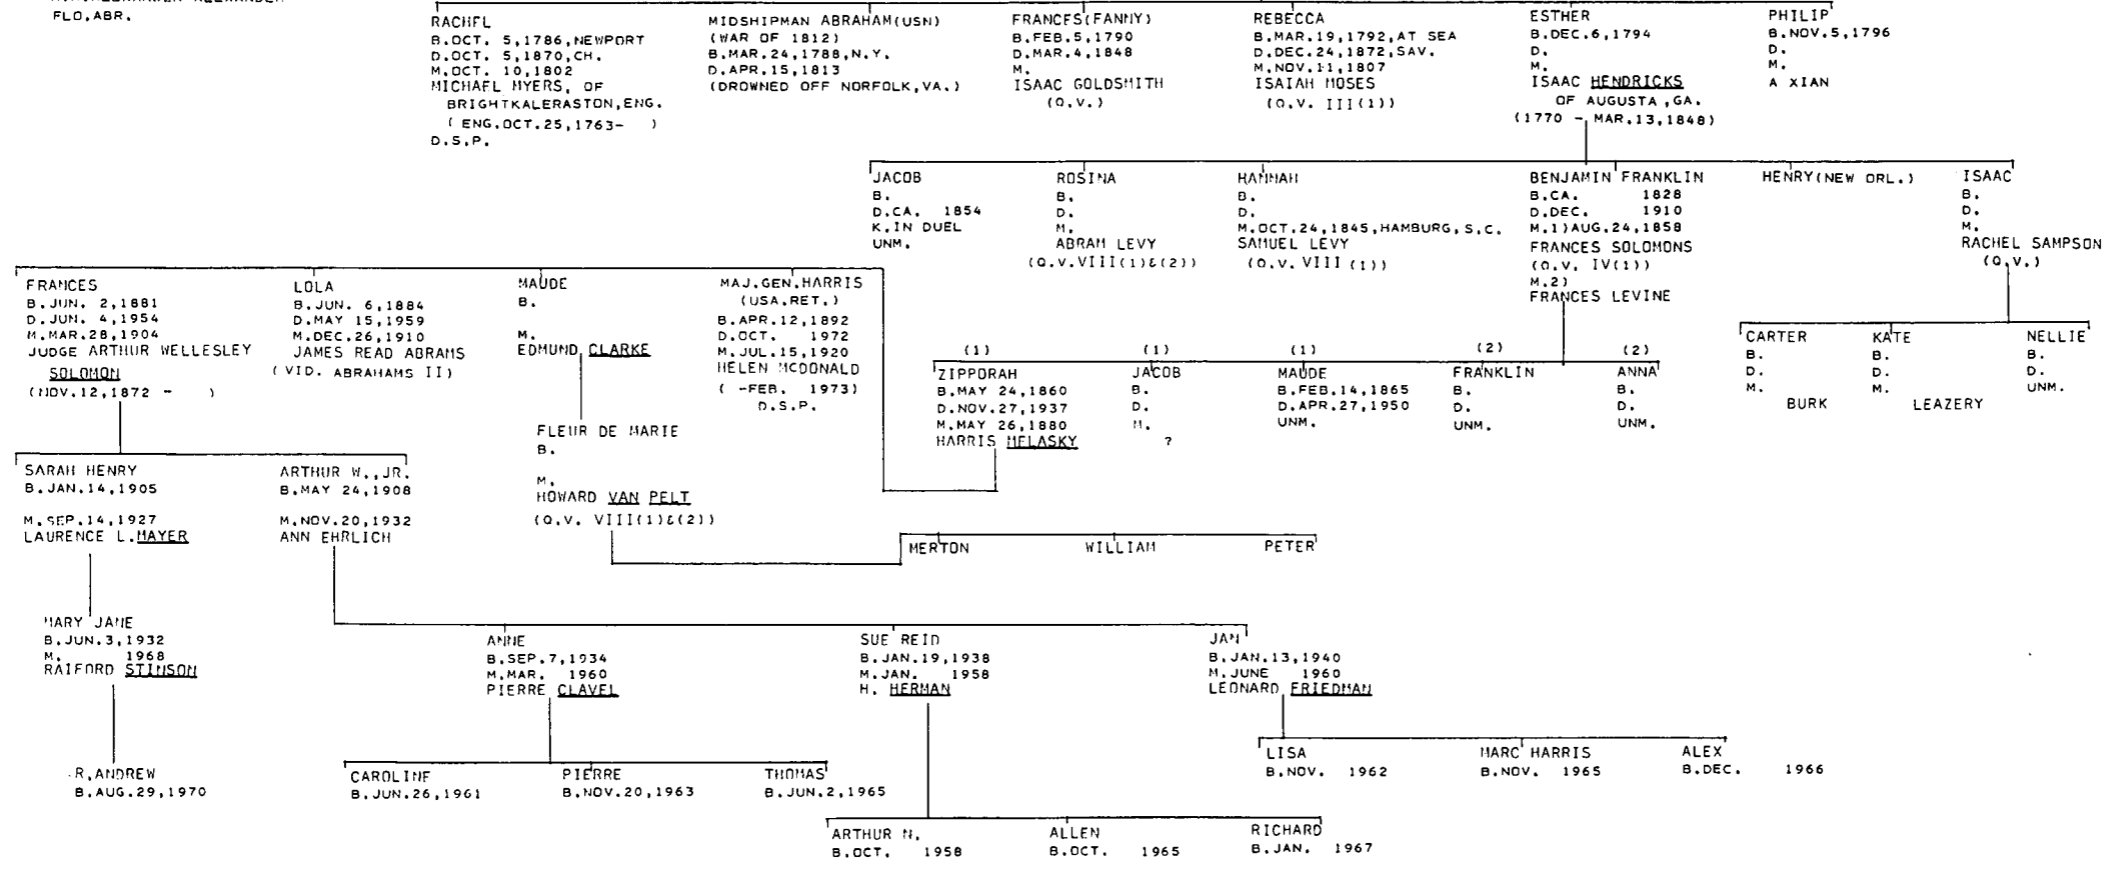 FLO,ABR.
RACHEL
B.OCT. 5,1786,NEWPORT
D.OCT. 5,1870,CH.
M.OCT. 10,1802
MICHAEL MYERS, OF
BRIGHTKALERASTON,ENG.
( ENG.OCT.25,1763- )
D.S.P.
MIDSHIPMAN ABRAHAM(USN)
(WAR OF 1812)
B.MAR.24,1788,N.Y.
D.APR.15,1813
(DROWNED OFF NORFOLK,VA.)
FRANCES(FANNY)
B.FEB.5,1790
D.MAR.4,1848
M.
ISAAC GOLDSMITH
(Q.V.)
REBECCA
B.MAR.19,1792,AT SEA
D.DEC.24,1872,SAV.
M.NOV.11,1807
ISAIAH MOSES
(Q.V. III(1))
ESTHER
B.DEC.6,1794
D.
M.
ISAAC HENDRICKS
OF AUGUSTA,GA.
(1770 - MAR.13,1848)
PHILIP
B.NOV.5,1796
D.
M.
A XIAN
JACOB
B.
D.CA. 1854
K.IN DUEL
UNM.
ROSINA
B.
D.
M.
ABRAM LEVY
(Q.V.VIII(1)&(2))
HANNAH
B.
D.
M.OCT.24,1845,HAMBURG,S.C.
SAMUEL LEVY
(Q.V. VIII (1))
BENJAMIN FRANKLIN
B.CA. 1828
D.DEC. 1910
M.1)AUG.24,1858
FRANCES SOLOMONS
(Q.V. IV(1))
M.2)
FRANCES LEVINE
HENRY(NEW ORL.)
ISAAC
B.
D.
M.
RACHEL SAMPSON
(Q.V.)
FRANCES
B.JUN. 2,1881
D.JUN. 4,1954
M.MAR.28,1904
JUDGE ARTHUR WELLESLEY
SOLOMON
(NOV.12,1872 - )
LOLA
B.JUN. 6,1884
D.MAY 15,1959
M.DEC.26,1910
JAMES READ ABRAMS
(VID. ABRAHAMS II)
MAUDE
B.
M.
EDMUND CLARKE
MAJ.GEN.HARRIS
(USA.RET.)
B.APR.12,1892
D.OCT. 1972
M.JUL.15,1920
HELEN MCDONALD
( -FEB. 1973)
D.S.P.
(1)
ZIPPORAH
B.MAY 24,1860
D.NOV.27,1937
M.MAY 26,1880
HARRIS MELASKY
(1)
JACOB
B.
D.
M.
?
(1)
MAUDE
B.FEB.14,1865
D.APR.27,1950
UNM.
(2)
FRANKLIN
B.
D.
UNM.
(2)
ANNA
B.
D.
UNM.
CARTER
B.
D.
M.
BURK
KATE
B.
D.
M.
LEAZERY
NELLIE
B.
D.
UNM.
FLEUR DE MARIE
B.
M.
HOWARD VAN PELT
(Q.V. VIII(1)&(2))
SARAH HENRY
B.JAN.14,1905
M.SEP.14,1927
LAURENCE L.MAYER
ARTHUR W.,JR.
B.MAY 24,1908
M.NOV.20,1932
ANN EHRLICH
MERTON
WILLIAM
PETER
MARY JANE
B.JUN.3,1932
M. 1968
RAIFORD STINSON
ANNE
B.SEP.7,1934
M.MAR. 1960
PIERRE CLAVEL
SUE REID
B.JAN.19,1938
M.JAN. 1958
H. HERMAN
JAN
B.JAN.13,1940
M.JUNE 1960
LEONARD FRIEDMAN
R.ANDREW
B.AUG.29,1970
CAROLINE
B.JUN.26,1961
PIERRE
B.NOV.20,1963
THOMAS
B.JUN.2,1965
LISA
B.NOV. 1962
MARC HARRIS
B.NOV. 1965
ALEX
B.DEC. 1966
ARTHUR N.
B.OCT. 1958
ALLEN
B.OCT. 1965
RICHARD
B.JAN. 1967